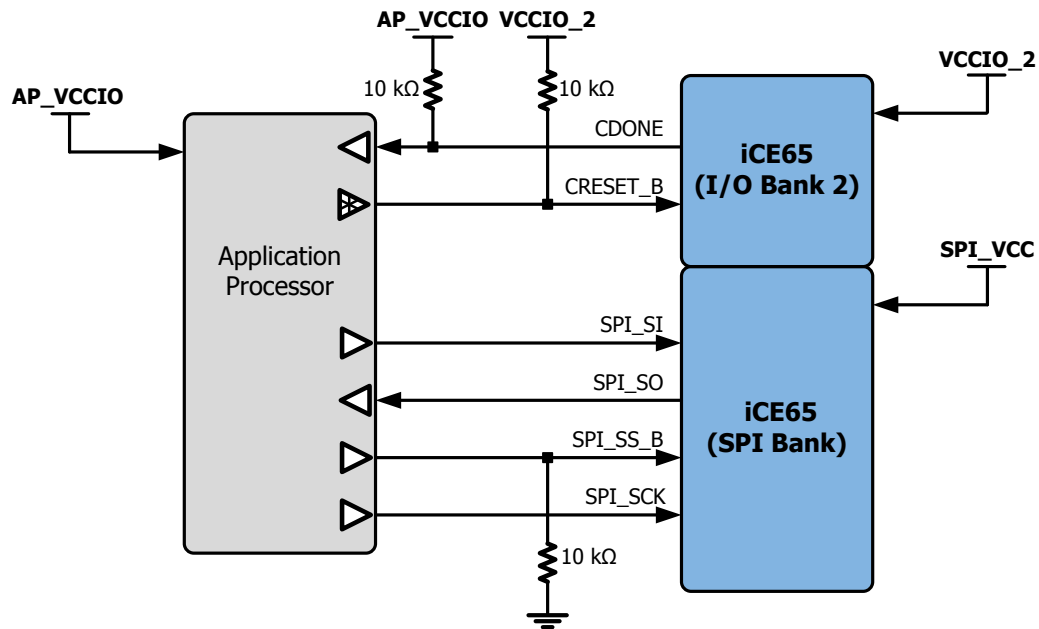 AP_VCCIO VCCIO_2
10 kΩ
10 kΩ
VCCIO_2
AP_VCCIO
CDONE
iCE65
(I/O Bank 2)
CRESET_B
Application
Processor
SPI_VCC
SPI_SI
SPI_SO
iCE65
(SPI Bank)
SPI_SS_B
SPI_SCK
10 kΩ